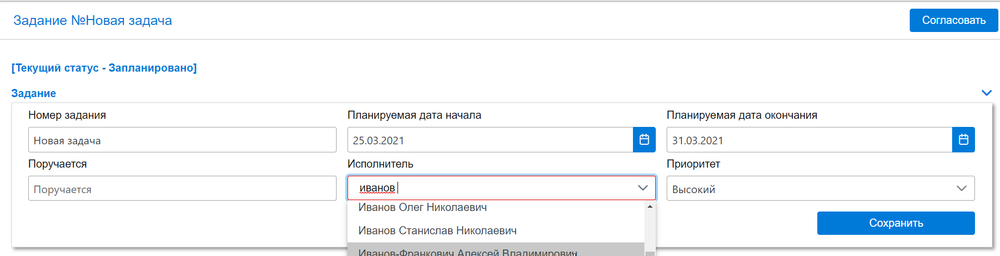 Задание №Новая задача
Согласовать
[Текущий статус - Запланировано]
Задание
Номер задания
Планируемая дата начала
Планируемая дата окончания
Новая задача
25.03.2021
31.03.2021
Поручается
Исполнитель
Приоритет
Поручается
иванов
Высокий
Иванов Олег Николаевич
Иванов Станислав Николаевич
Сохранить
Иванов-Франкович Алексей Владимирович